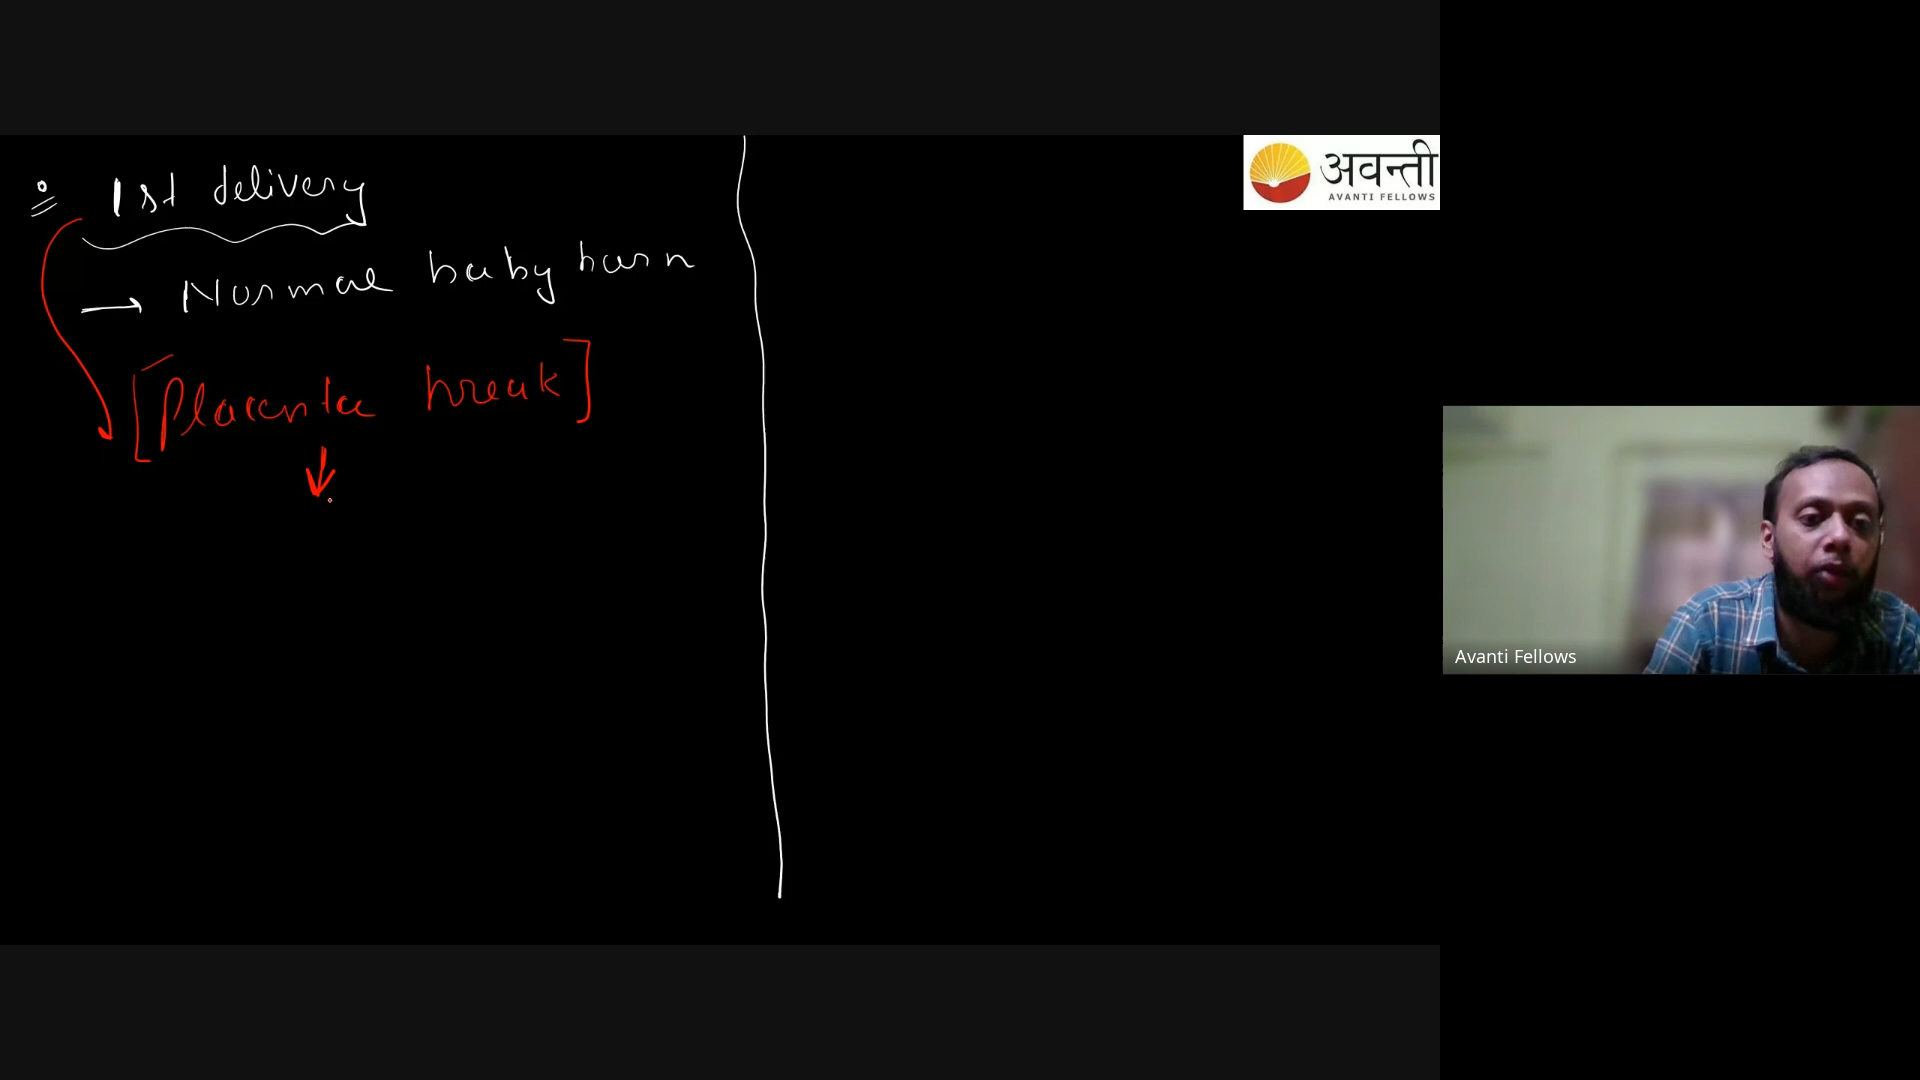 1st delivery
→ Normal baby born
[Placenta break]
अवन्ती
AVANTI FELLOWS
Avanti Fellows